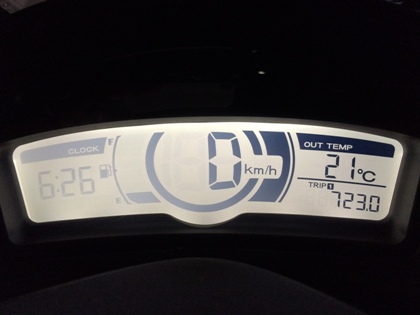 CLOCK
F
6:26
E
0 km/h
OUT TEMP
21°C
TRIP 1
723.0